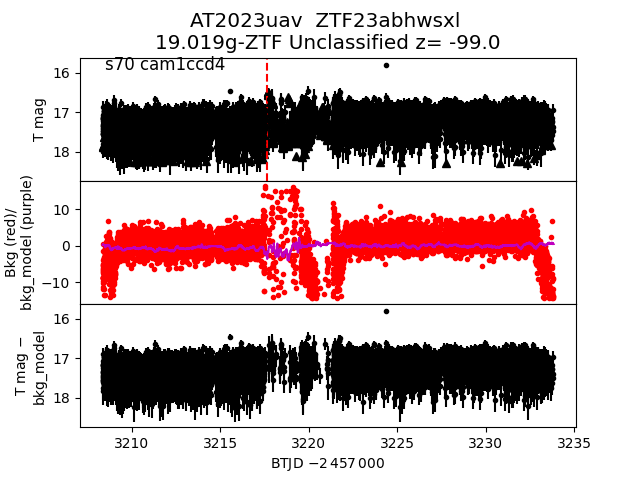 AT2023uav  ZTF23abhwsxl
19.019g-ZTF Unclassified z= -99.0
s70 cam1ccd4
16
17
18
T mag
10
0
−10
Bkg (red)/
bkg_model (purple)
16
17
18
T mag −
bkg_model
3210
3215
3220
3225
3230
3235
BTJD −2 457 000